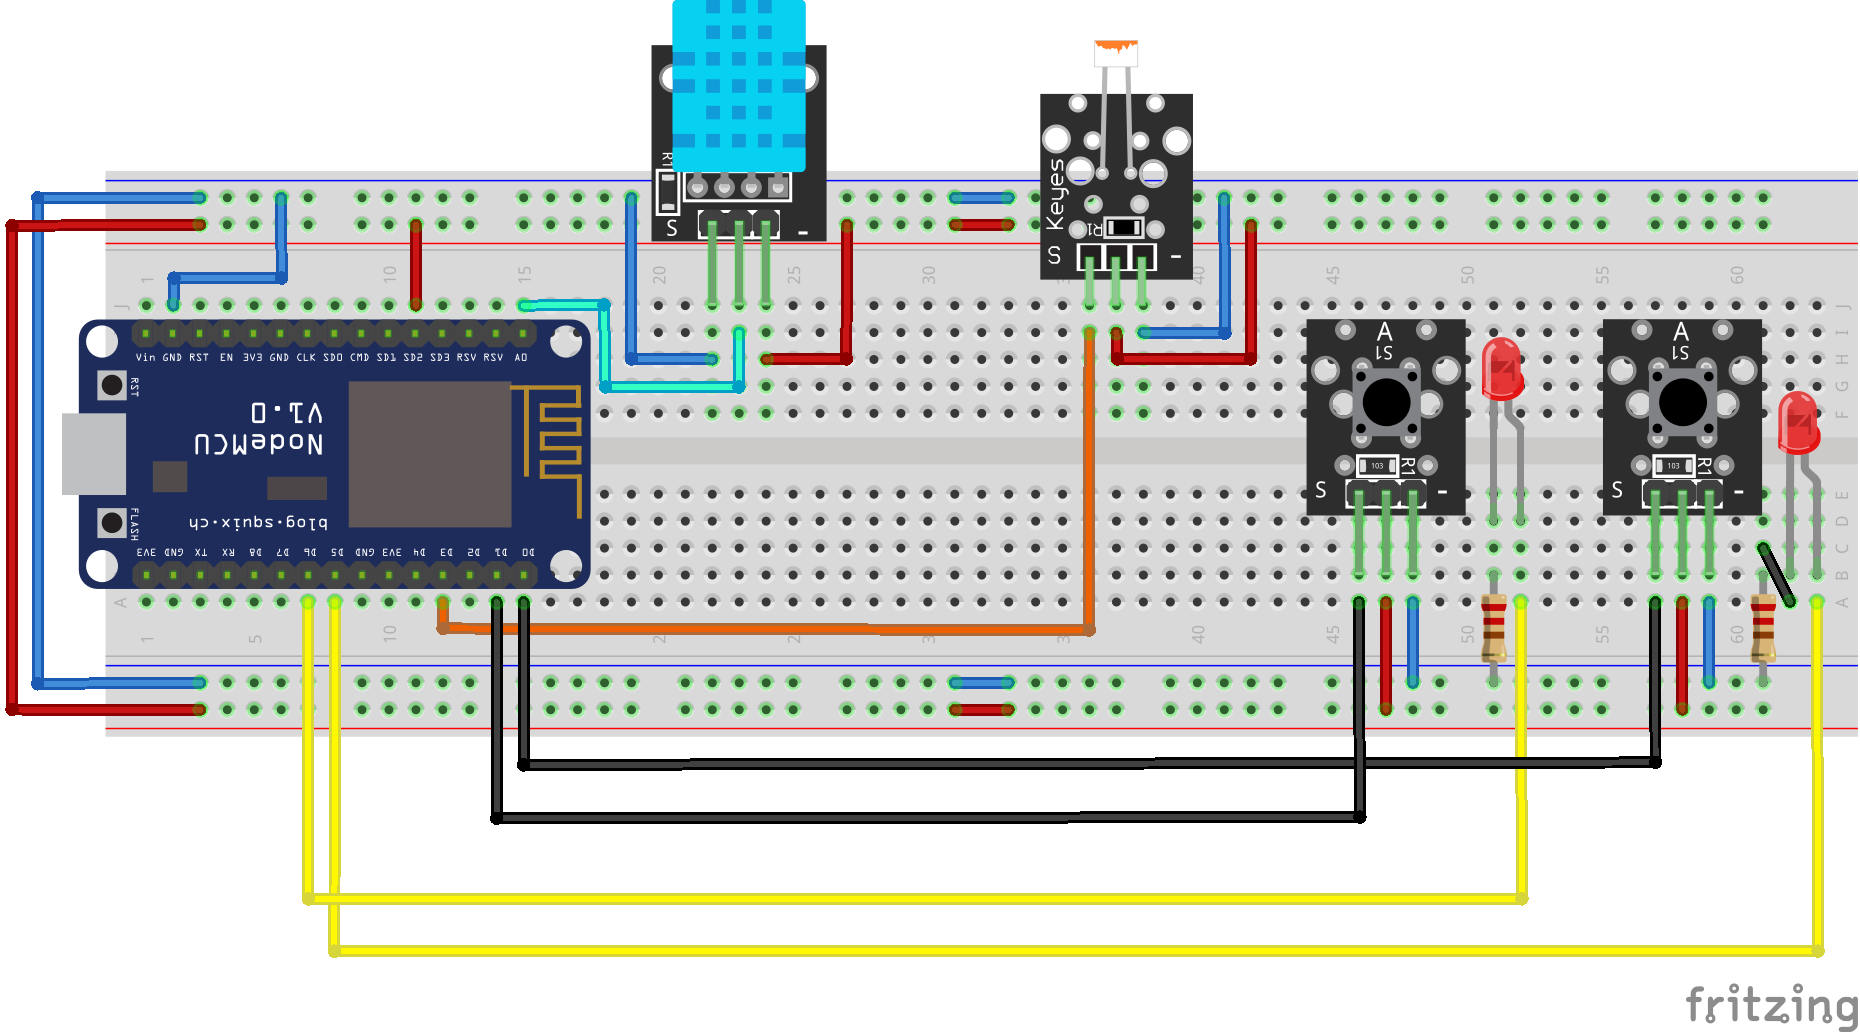 R1
S -
Keyes
R1
S -
1 10 15 20 25 30 40 45 50 55 60
J J
I
H
G
F
E
D
C
B
A A
Vin GND RST EN 3V3 GND CLK SD0 CMD SD1 SD2 SD3 RSV RSV A0
RST
V1.0
NodeMCU
blog.squix.ch
FLASH
3V3 GND TX RX D8 D7 D6 D5 GND 3V3 D4 D3 D2 D1 D0
A
S1
103
R1
S -
A
S1
103
R1
S -
1 5 10 20 25 40 45 50 55 60
fritzing